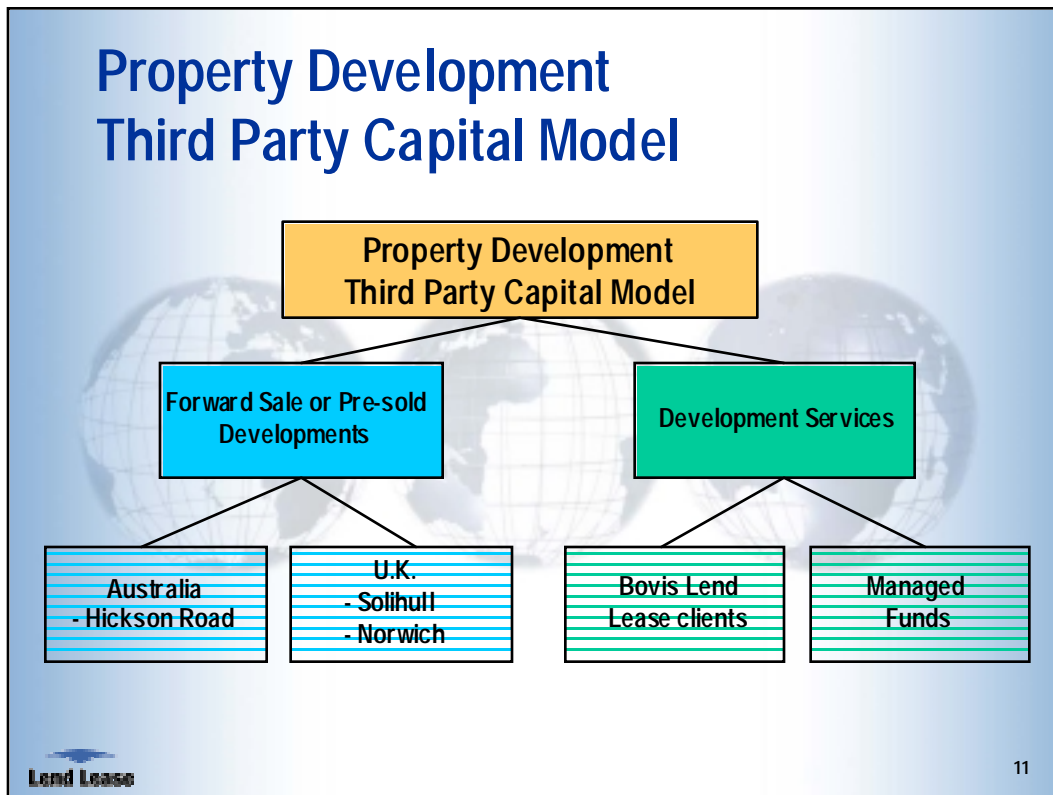 Property Development
Third Party Capital Model
Property Development
Third Party Capital Model
Forward Sale or Pre-sold
Developments
Development Services
Australia
- Hickson Road
U.K.
- Solihull
- Norwich
Bovis Lend
Lease clients
Managed
Funds
Lend Lease
11